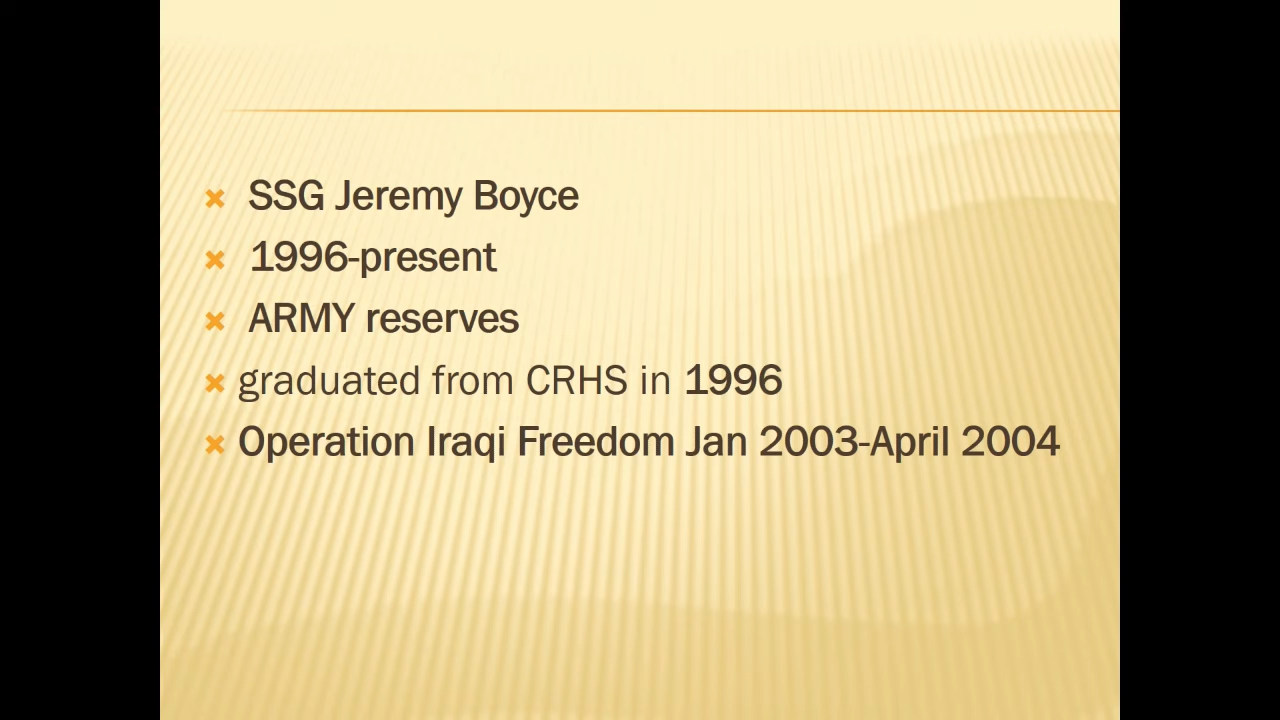 SSG Jeremy Boyce
1996-present
ARMY reserves
graduated from CRHS in 1996
Operation Iraqi Freedom Jan 2003-April 2004